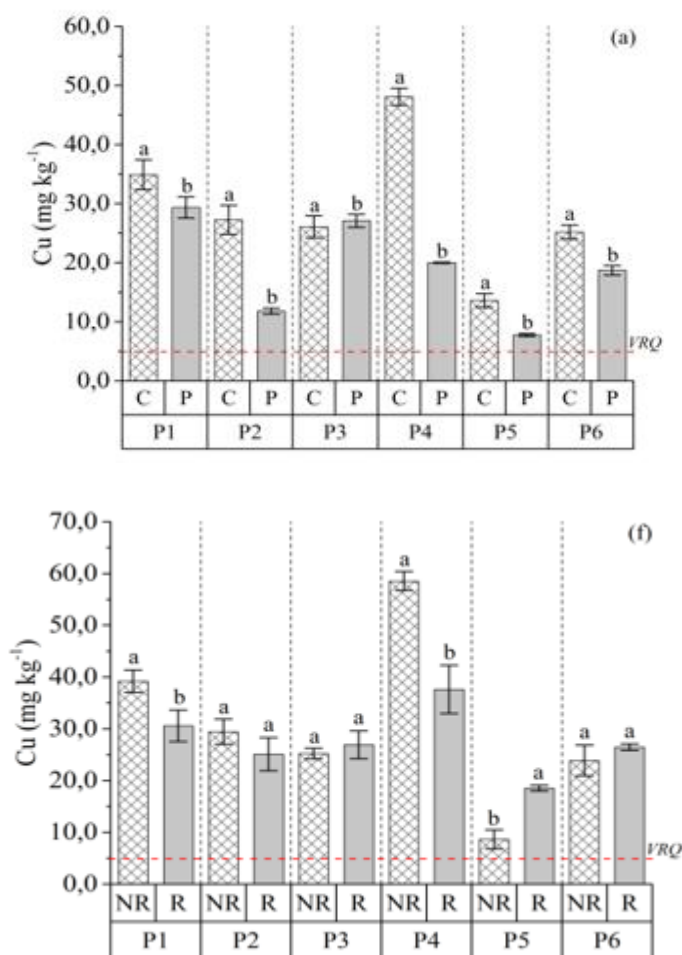 60,0
(a)
a
50,0
Cu (mg kg⁻¹)
40,0
a
b
a
a
b
30,0
a
b
b
20,0
a
b
10,0
b
VRQ
0,0
C P C P C P C P C P C P
P1 P2 P3 P4 P5 P6
70,0
(f)
a
60,0
Cu (mg kg⁻¹)
50,0
a
b
40,0
b
a
a
a
a
a
a
30,0
a
20,0
b
10,0
VRQ
0,0
NR R NR R NR R NR R NR R NR R
P1 P2 P3 P4 P5 P6